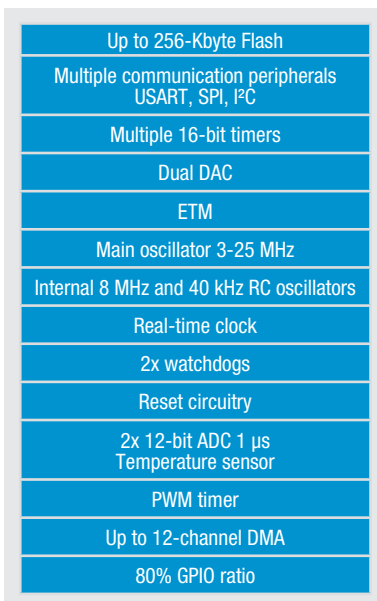 Up to 256-Kbyte Flash
Multiple communication peripherals
USART, SPI, I²C
Multiple 16-bit timers
Dual DAC
ETM
Main oscillator 3-25 MHz
Internal 8 MHz and 40 kHz RC oscillators
Real-time clock
2x watchdogs
Reset circuitry
2x 12-bit ADC 1 µs
Temperature sensor
PWM timer
Up to 12-channel DMA
80% GPIO ratio